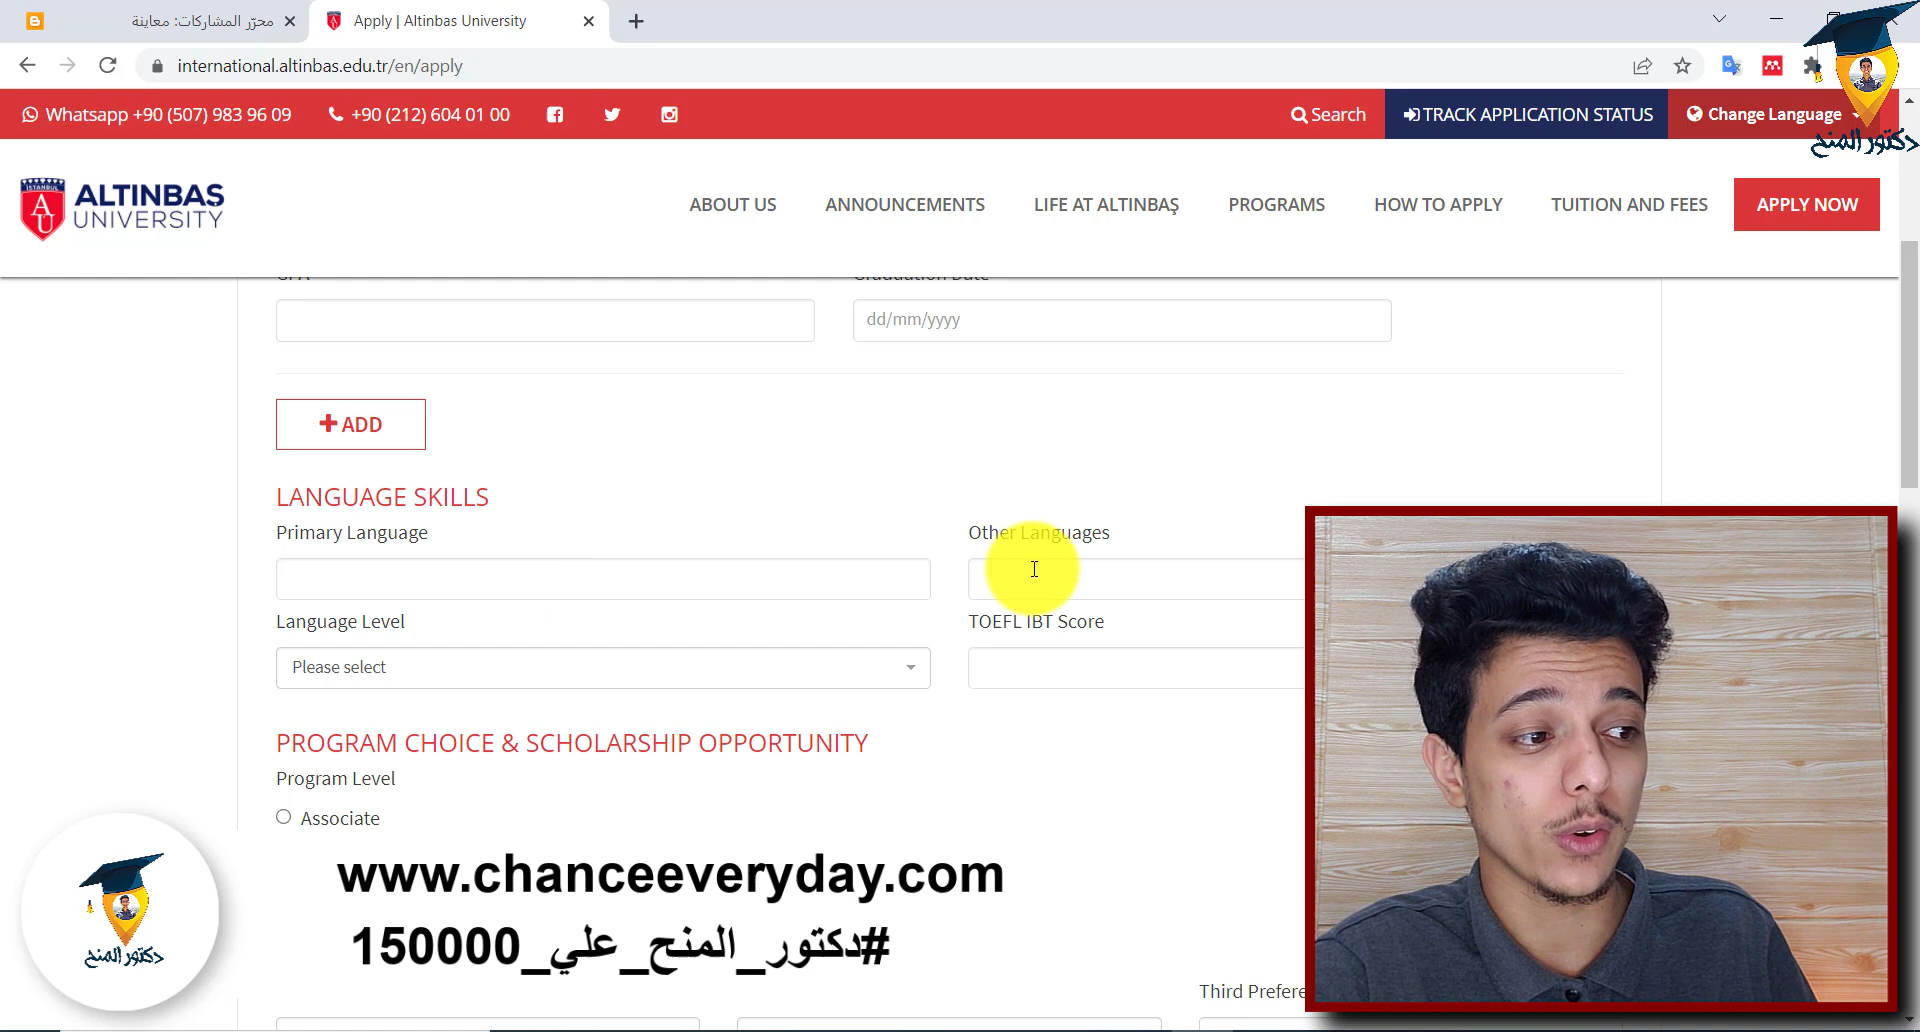 محرّر المشاركات: معاينة
Apply | Altinbas University
international.altinbas.edu.tr/en/apply
Whatsapp +90 (507) 983 96 09
+90 (212) 604 01 00
Search
TRACK APPLICATION STATUS
Change Language
دكتور المنح
ISTANBUL
AU
ALTINBAS
UNIVERSITY
ABOUT US
ANNOUNCEMENTS
LIFE AT ALTINBAŞ
PROGRAMS
HOW TO APPLY
TUITION AND FEES
APPLY NOW
Graduation Date
dd/mm/yyyy
ADD
LANGUAGE SKILLS
Primary Language
Other Languages
Language Level
TOEFL IBT Score
Please select
PROGRAM CHOICE & SCHOLARSHIP OPPORTUNITY
Program Level
Associate
www.chanceeveryday.com
#دكتور_المنح_علي_150000
دكتور المنح
Third Prefere